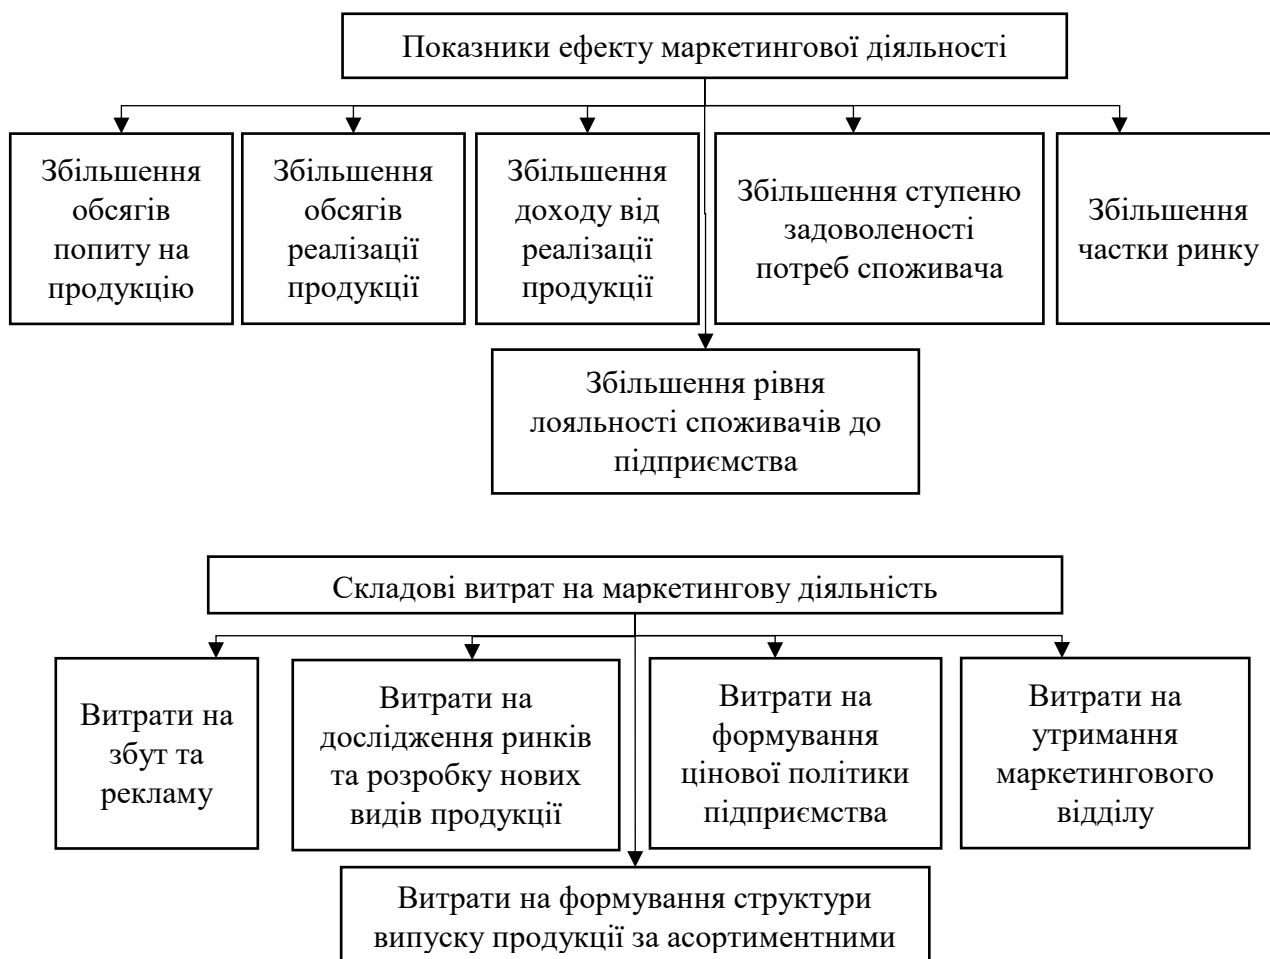 Показники ефекту маркетингової діяльності
Збільшення
обсягів
попиту на
продукцію
Збільшення
обсягів
реалізації
продукції
Збільшення
доходу від
реалізації
продукції
Збільшення ступеню
задоволеності
потреб споживача
Збільшення
частки ринку
Збільшення рівня
лояльності споживачів до
підприємства
Складові витрат на маркетингову діяльність
Витрати на
збут та
рекламу
Витрати на
дослідження ринків
та розробку нових
видів продукції
Витрати на
формування
цінової політики
підприємства
Витрати на
утримання
маркетингового
відділу
Витрати на формування структури
випуску продукції за асортиментними